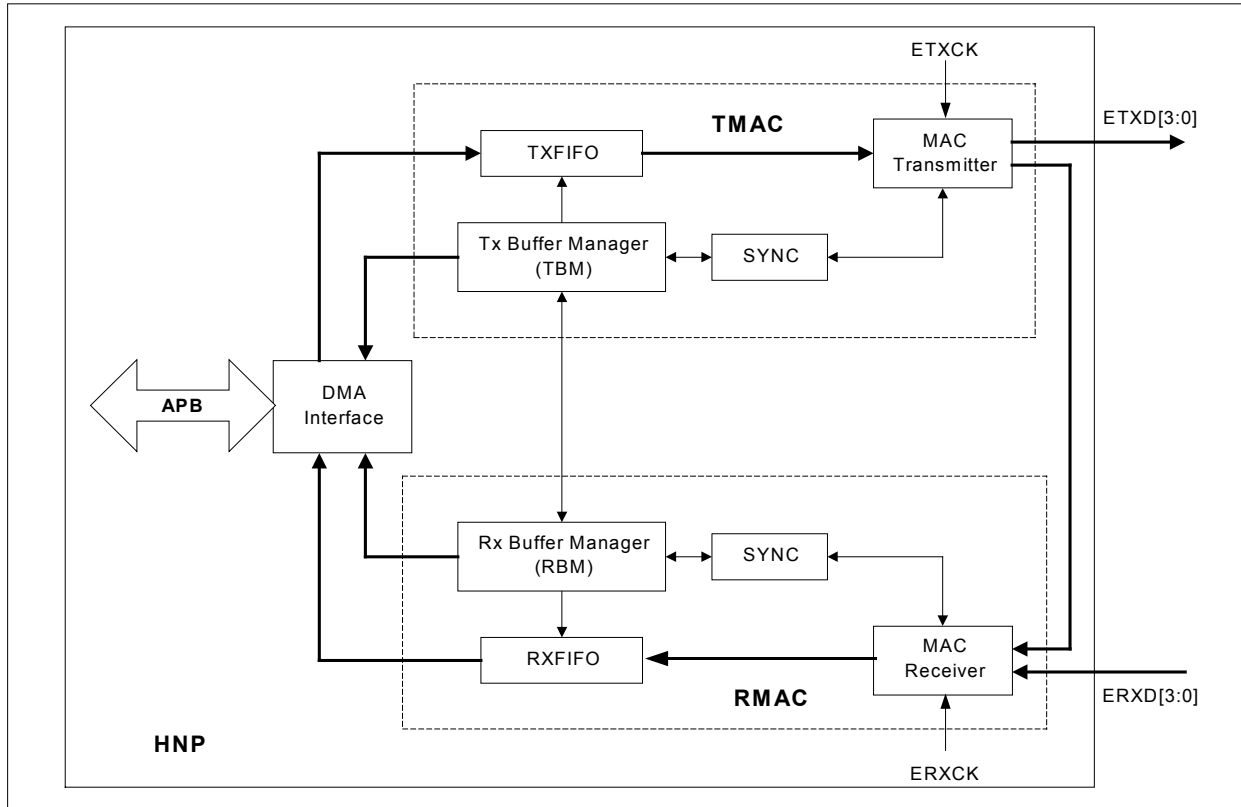 ETXCK
TMAC
ETXD[3:0]
TXFIFO
MAC
Transmitter
Tx Buffer Manager
(TBM)
SYNC
APB
DMA
Interface
Rx Buffer Manager
(RBM)
SYNC
RXFIFO
MAC
Receiver
RMAC
ERXD[3:0]
HNP
ERXCK